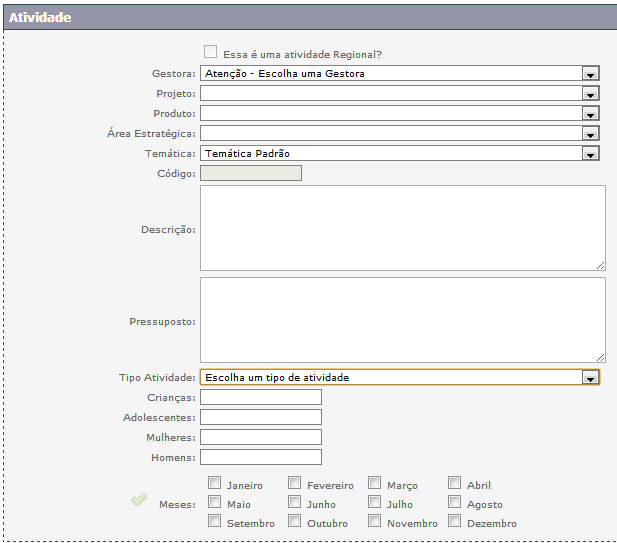 Atividade
Essa é uma atividade Regional?
Gestora: Atenção - Escolha uma Gestora
Projeto:
Produto:
Área Estratégica:
Temática: Temática Padrão
Código:
Descrição:
Pressuposto:
Tipo Atividade: Escolha um tipo de atividade
Crianças:
Adolescentes:
Mulheres:
Homens:
Janeiro Fevereiro Março Abril
Meses: Maio Junho Julho Agosto
Setembro Outubro Novembro Dezembro